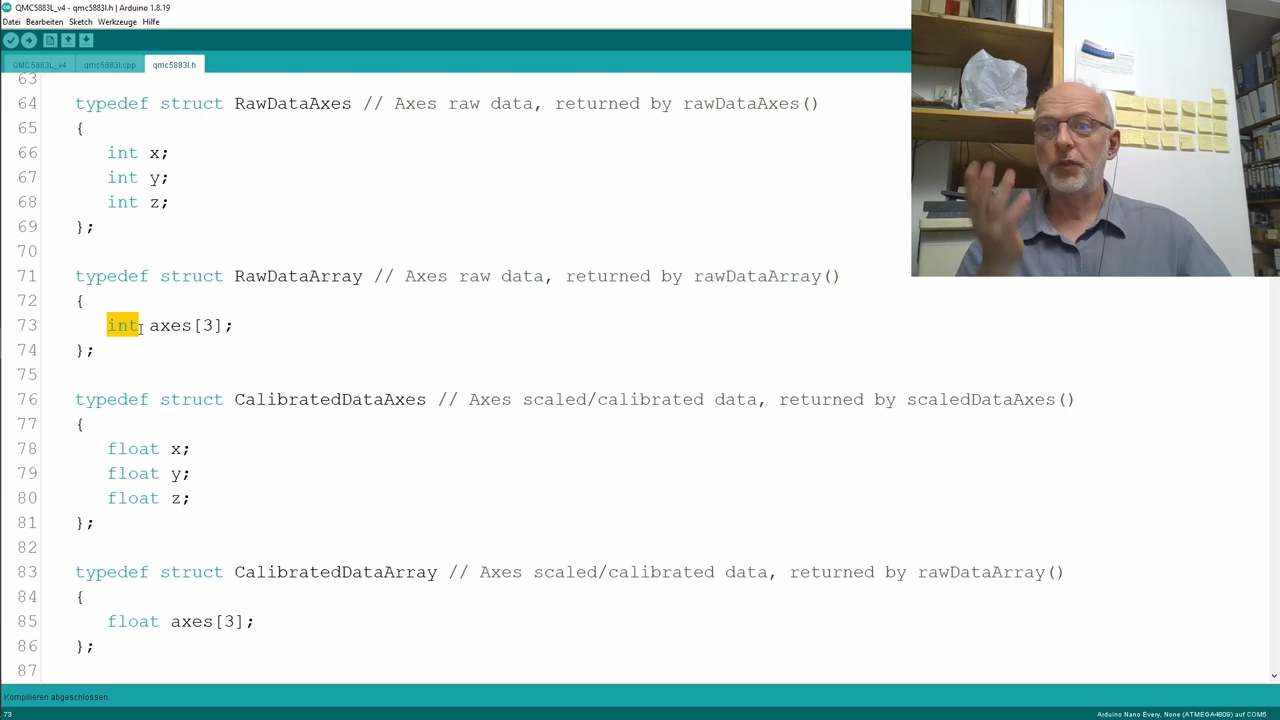 QMC5883L_v4 - qmc5883l.h | Arduino 1.8.19
Datei Bearbeiten Sketch Werkzeuge Hilfe
QMC5883L_v4 qmc5883l.cpp qmc5883l.h
63
64 typedef struct RawDataAxes // Axes raw data, returned by rawDataAxes()
65 {
66 int x;
67 int y;
68 int z;
69 };
70
71 typedef struct RawDataArray // Axes raw data, returned by rawDataArray()
72 {
73 int axes[3];
74 };
75
76 typedef struct CalibratedDataAxes // Axes scaled/calibrated data, returned by scaledDataAxes()
77 {
78 float x;
79 float y;
80 float z;
81 };
82
83 typedef struct CalibratedDataArray // Axes scaled/calibrated data, returned by rawDataArray()
84 {
85 float axes[3];
86 };
87
Kompilieren abgeschlossen.
73 Arduino Nano Every, None (ATMEGA4809) auf COM5